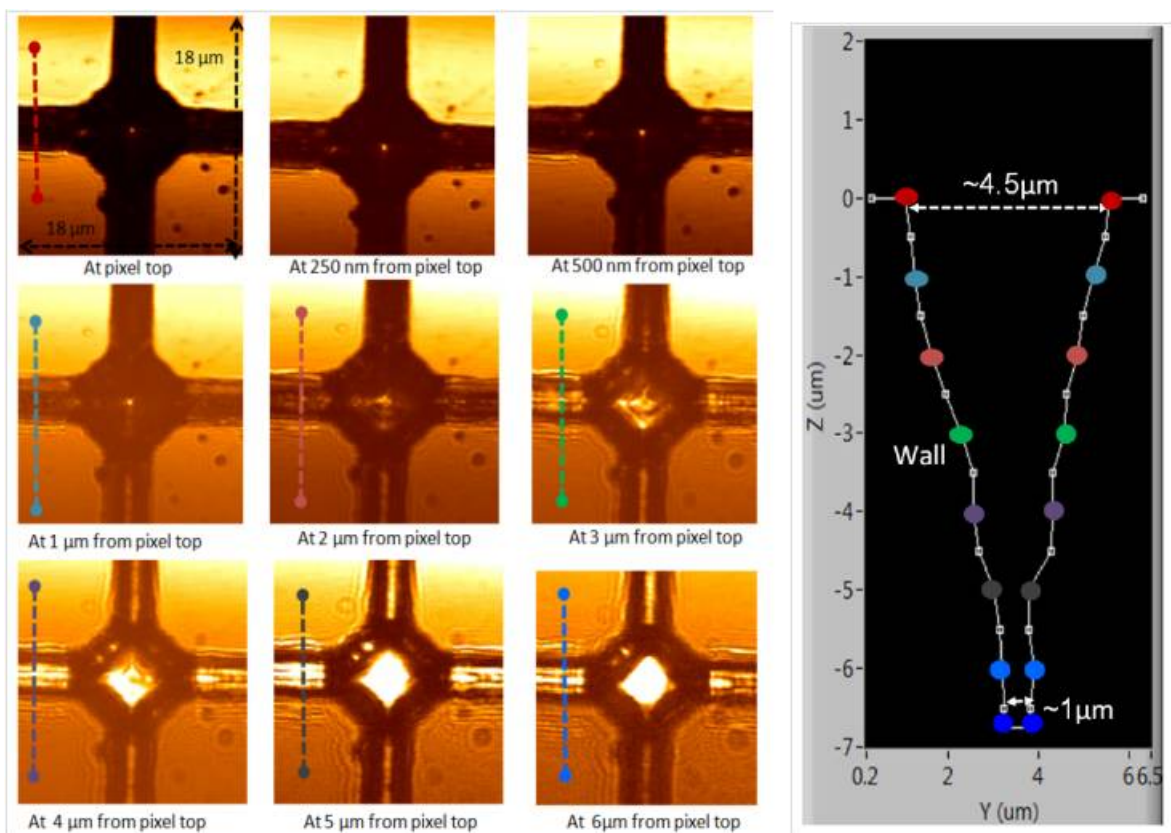 18 µm
18 µm
At pixel top
At 250 nm from pixel top
At 500 nm from pixel top
At 1 µm from pixel top
At 2 µm from pixel top
At 3 µm from pixel top
At 4 µm from pixel top
At 5 µm from pixel top
At 6µm from pixel top
2
1
0
-1
-2
-3
-4
-5
-6
-7
Z (um)
~4.5µm
Wall
~1µm
0.2 2 4 6 6.5
Y (um)